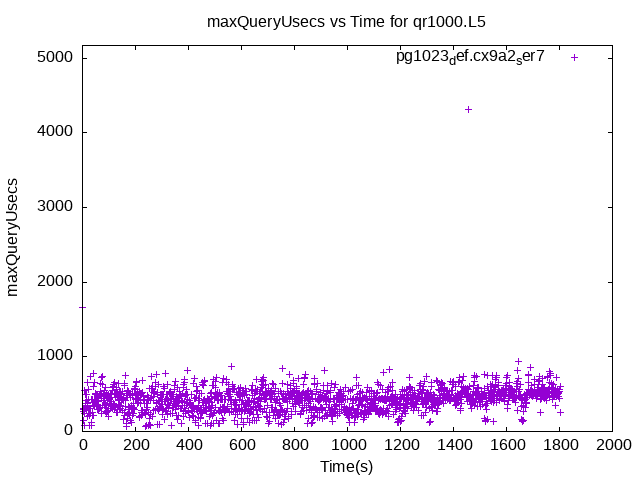 maxQueryUsecs vs Time for qr1000.L5
pg1023def.cx9a2ser7
5000
4000
3000
2000
1000
0
maxQueryUsecs
0 200 400 600 800 1000 1200 1400 1600 1800 2000
Time(s)